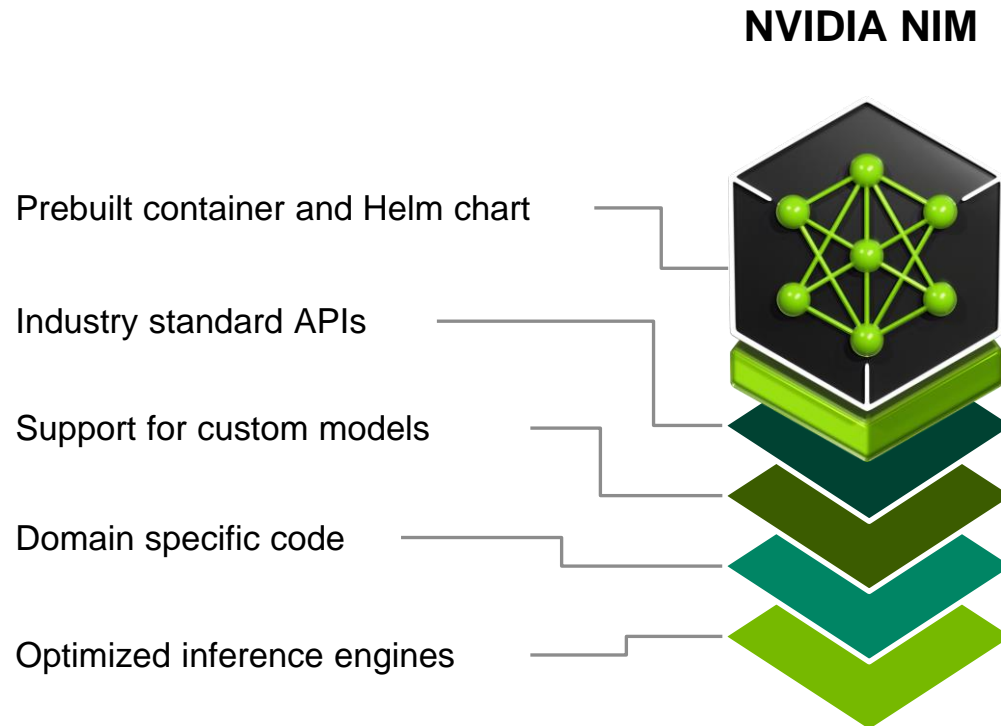 NVIDIA NIM
Prebuilt container and Helm chart
Industry standard APIs
Support for custom models
Domain specific code
Optimized inference engines